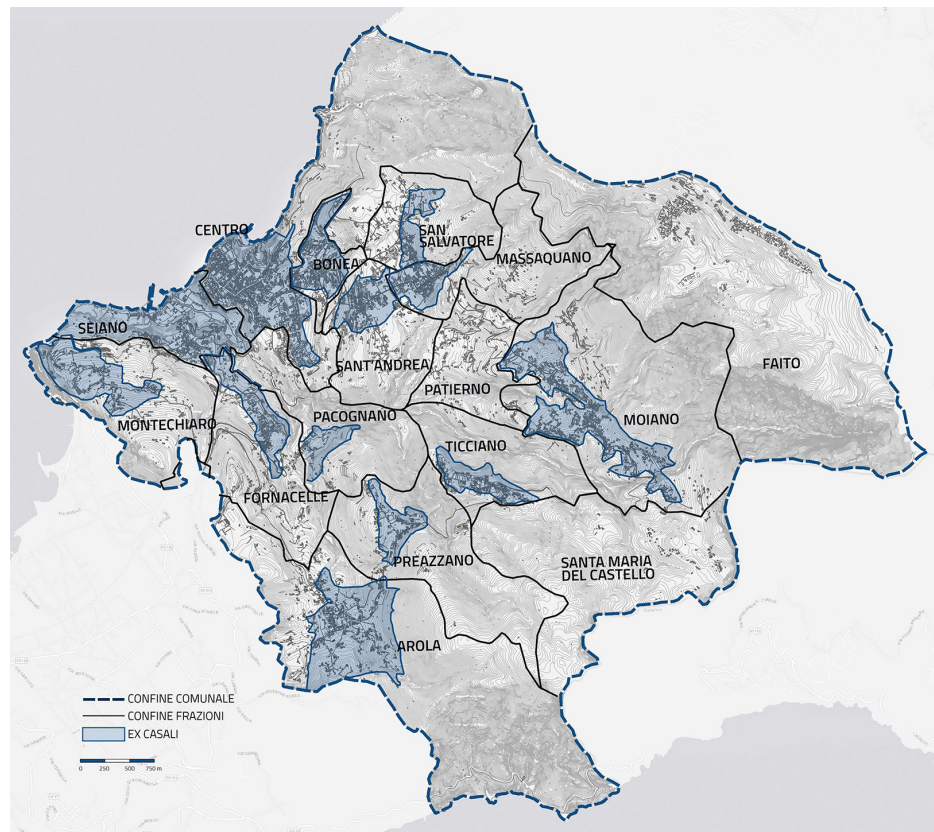 CENTRO
SAN
SALVATORE
BONEA
MASSAQUANO
SEIANO
SANT'ANDREA
FAITO
PATIERNO
MONTECHIARO
PACOGNANO
MOIANO
TICCIANO
FORNACELLE
PREAZZANO
SANTA MARIA
DEL CASTELLO
AROLA
CONFINE COMUNALE
CONFINE FRAZIONI
EX CASALI
0 250 500 750 m